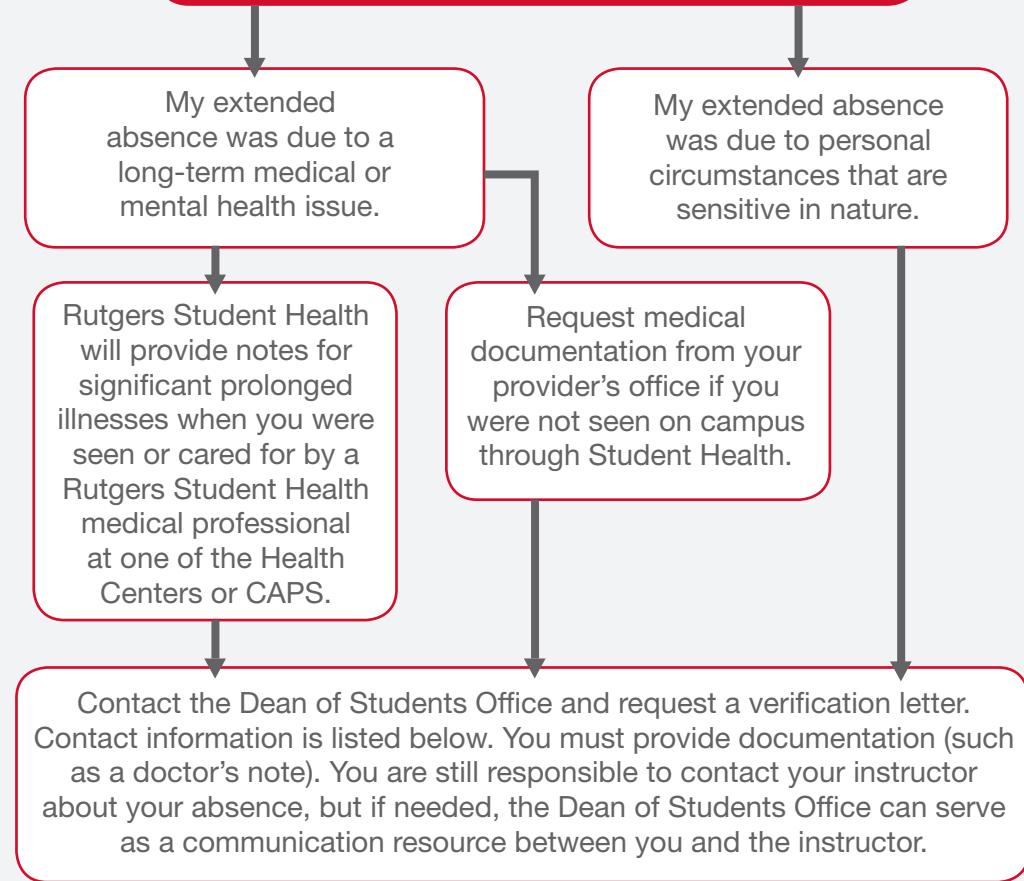 My extended
absence was due to a
long-term medical or
mental health issue.
My extended absence
was due to personal
circumstances that are
sensitive in nature.
Rutgers Student Health
will provide notes for
significant prolonged
illnesses when you were
seen or cared for by a
Rutgers Student Health
medical professional
at one of the Health
Centers or CAPS.
Request medical
documentation from your
provider’s office if you
were not seen on campus
through Student Health.
Contact the Dean of Students Office and request a verification letter.
Contact information is listed below. You must provide documentation (such
as a doctor’s note). You are still responsible to contact your instructor
about your absence, but if needed, the Dean of Students Office can serve
as a communication resource between you and the instructor.